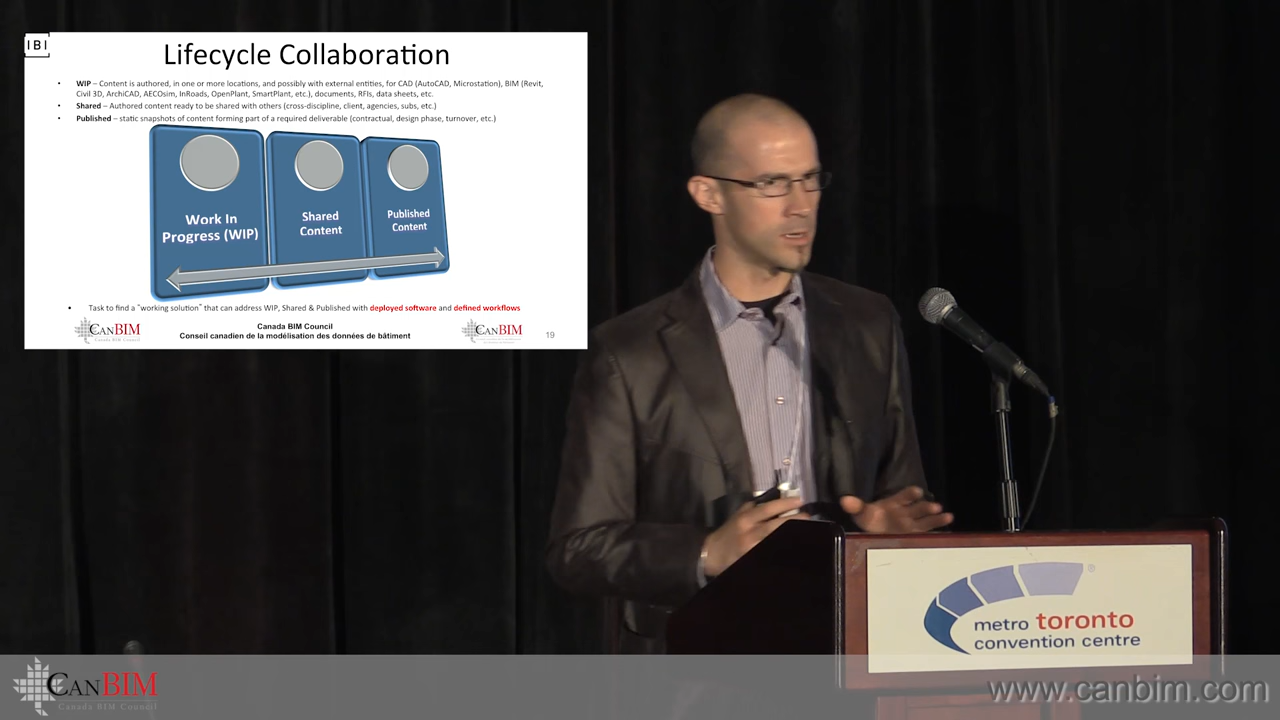 IBI
Lifecycle Collaboration
• WIP – Content is authored, in one or more locations, and possibly with external entities, for CAD (AutoCAD, Microstation), BIM (Revit,
Civil 3D, ArchiCAD, AECOsim, InRoads, OpenPlant, SmartPlant, etc.), documents, RFIs, data sheets, etc.
• Shared – Authored content ready to be shared with others (cross-discipline, client, agencies, subs, etc.)
• Published – static snapshots of content forming part of a required deliverable (contractual, design phase, turnover, etc.)
Work In
Progress (WIP)
Shared
Content
Published
Content
• Task to find a "working solution" that can address WIP, Shared & Published with deployed software and defined workflows
CANBIM
Canada BIM Council
Canada BIM Council
Conseil canadien de la modélisation des données de bâtiment
CANBIM
19
metro toronto
convention centre
CANBIM
Canada BIM Council
www.canbim.com